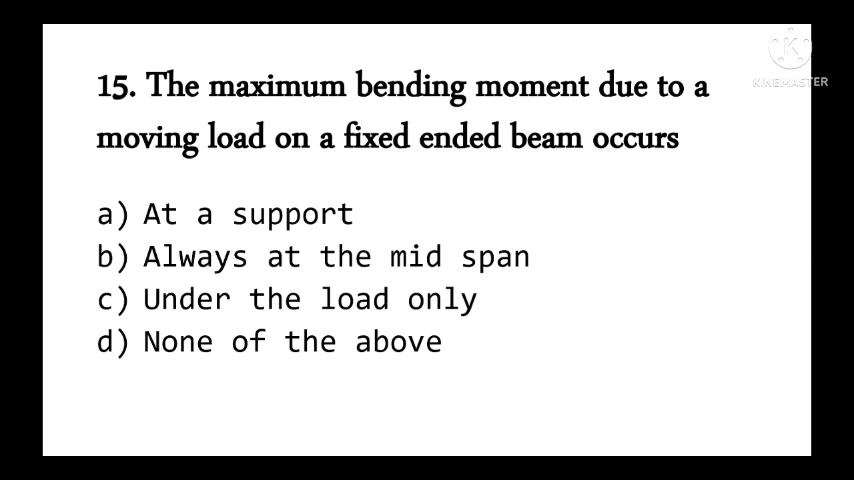 K
KINEMASTER
15. The maximum bending moment due to a
moving load on a fixed ended beam occurs
a) At a support
b) Always at the mid span
c) Under the load only
d) None of the above